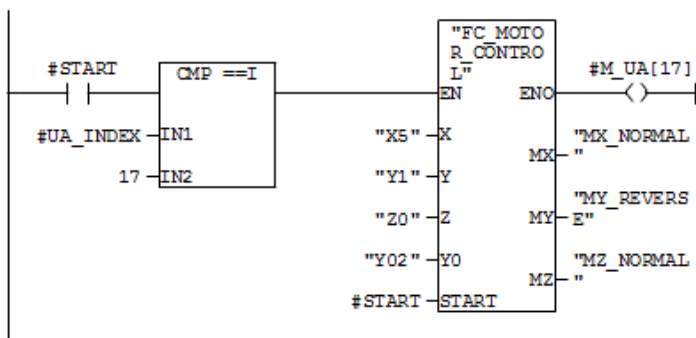 "FC_MOTO
R_CONTRO
L"
#START
CMP ==I
#M_UA[17]
EN
ENO
#UA_INDEX
IN1
"X5"
X
MX
"MX_NORMAL
"
17
IN2
"Y1"
Y
"Z0"
Z
MY
"MY_REVERS
E"
"Y02"
Y0
MZ
"MZ_NORMAL
"
#START
START